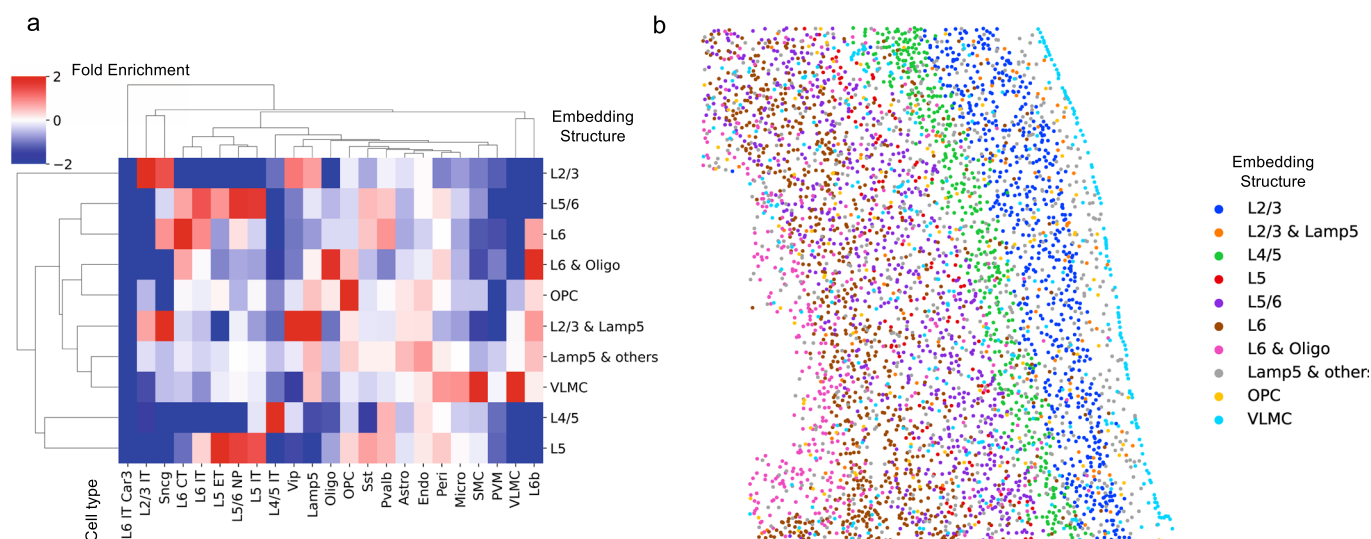 a
Fold Enrichment
2
0
−2
Embedding
Structure
L2/3
L5/6
L6
L6 & Oligo
OPC
L2/3 & Lamp5
Lamp5 & others
VLMC
L4/5
L5
Cell type
L6 IT Car3
L2/3 IT
Sncg
L6 CT
L6 IT
L5 ET
L5/6 NP
L5 IT
L4/5 IT
Vip
Lamp5
Oligo
OPC
Sst
Pvalb
Astro
Endo
Peri
Micro
SMC
PVM
VLMC
L6b
b
Embedding
Structure
L2/3
L2/3 & Lamp5
L4/5
L5
L5/6
L6
L6 & Oligo
Lamp5 & other
OPC
VLMC